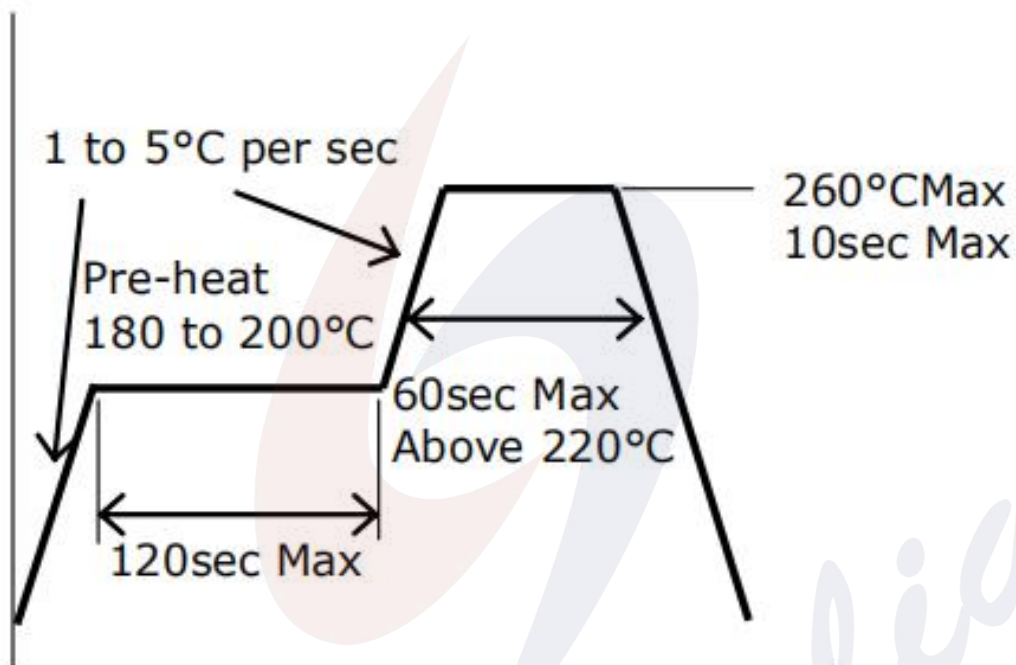 1 to 5°C per sec
260°CMax
10sec Max
Pre-heat
180 to 200°C
60sec Max
Above 220°C
120sec Max